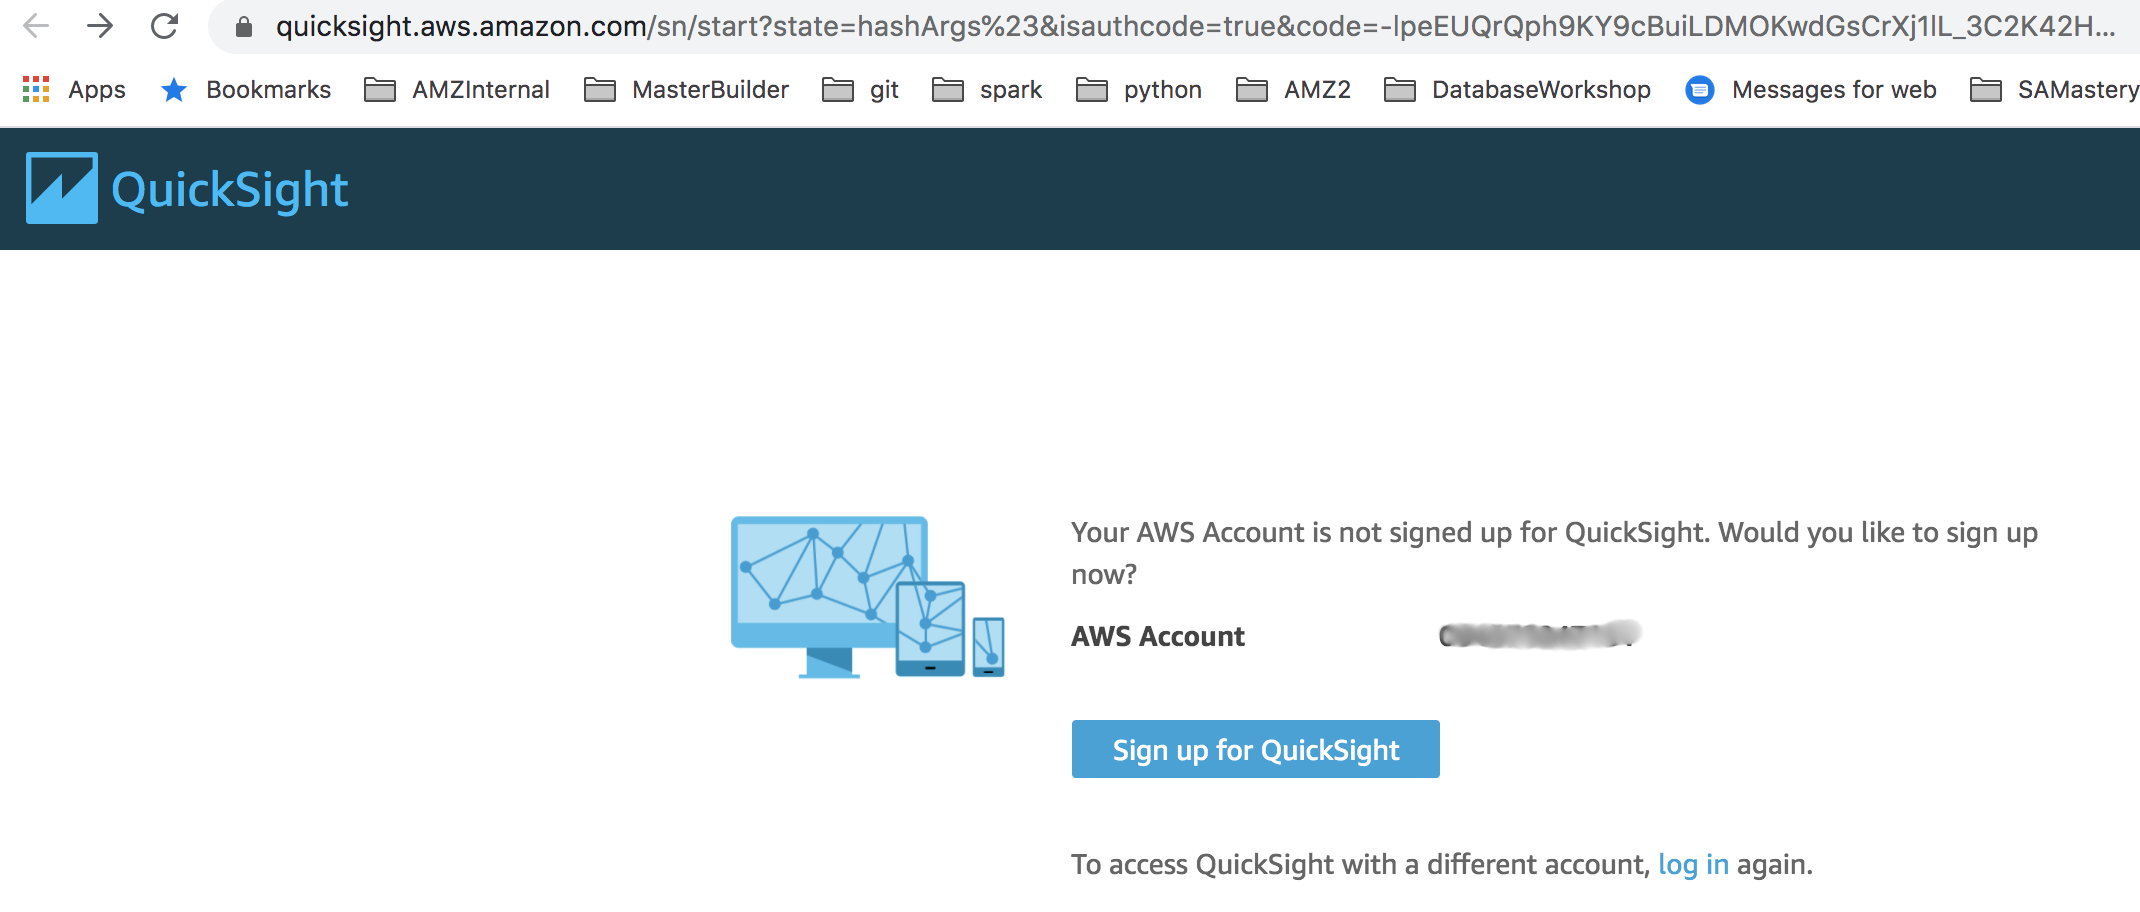 quicksight.aws.amazon.com/sn/start?state=hashArgs%23&isauthcode=true&code=-lpeEUQrQph9KY9cBuiLDMOKwdGsCrXj1lL_3C2K42H...
Apps Bookmarks AMZInternal MasterBuilder git spark python AMZ2 DatabaseWorkshop Messages for web SAMastery
QuickSight
Your AWS Account is not signed up for QuickSight. Would you like to sign up
now?
AWS Account
Sign up for QuickSight
To access QuickSight with a different account, log in again.